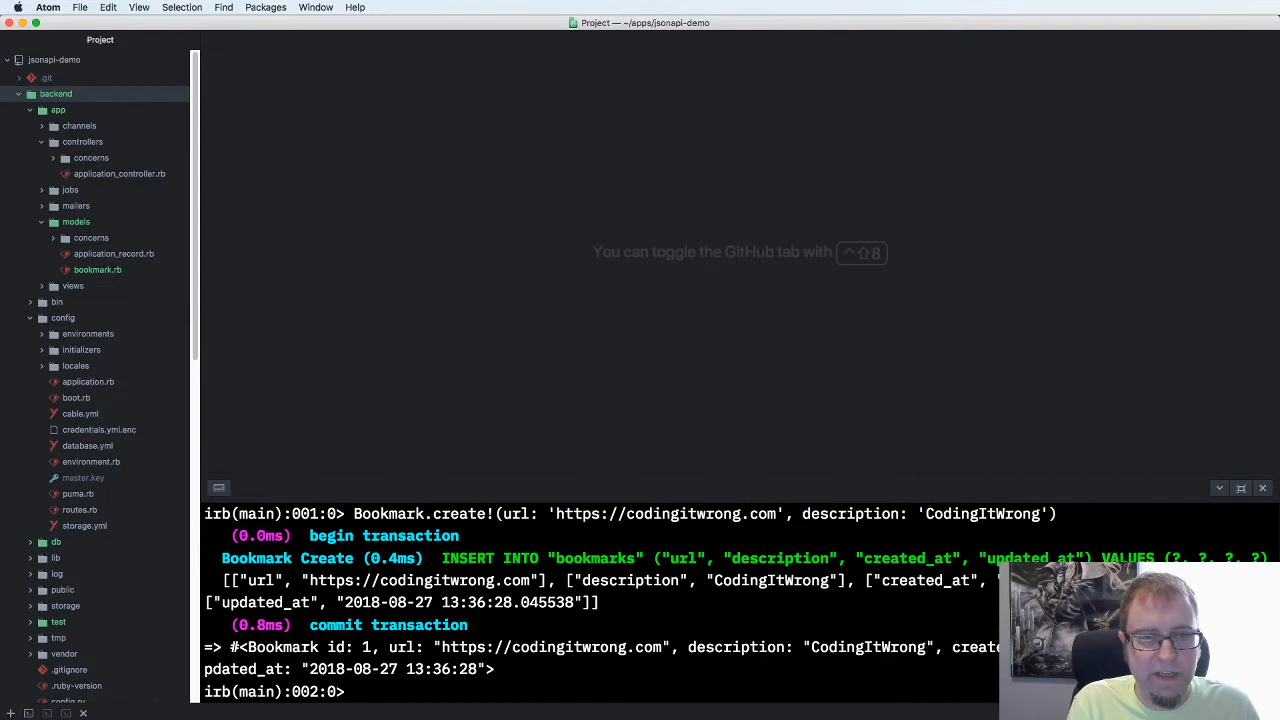 Atom File Edit View Selection Find Packages Window Help
Project — ~/apps/jsonapi-demo
Project
jsonapi-demo
.git
backend
app
channels
controllers
concerns
application_controller.rb
jobs
mailers
models
concerns
application_record.rb
bookmark.rb
views
bin
config
environments
initializers
locales
application.rb
boot.rb
cable.yml
credentials.yml.enc
database.yml
environment.rb
master.key
puma.rb
routes.rb
storage.yml
db
lib
log
public
storage
test
tmp
vendor
.gitignore
.ruby-version
config.ru
You can toggle the GitHub tab with ^⇧8
irb(main):001:0> Bookmark.create!(url: 'https://codingitwrong.com', description: 'CodingItWrong')
(0.0ms) begin transaction
Bookmark Create (0.4ms) INSERT INTO "bookmarks" ("url", "description", "created_at", "updated_at") VALUES (?, ?, ?, ?)
[["url", "https://codingitwrong.com"], ["description", "CodingItWrong"], ["created_at", 
["updated_at", "2018-08-27 13:36:28.045538"]]
(0.8ms) commit transaction
=> #<Bookmark id: 1, url: "https://codingitwrong.com", description: "CodingItWrong", create
pdated_at: "2018-08-27 13:36:28">
irb(main):002:0>